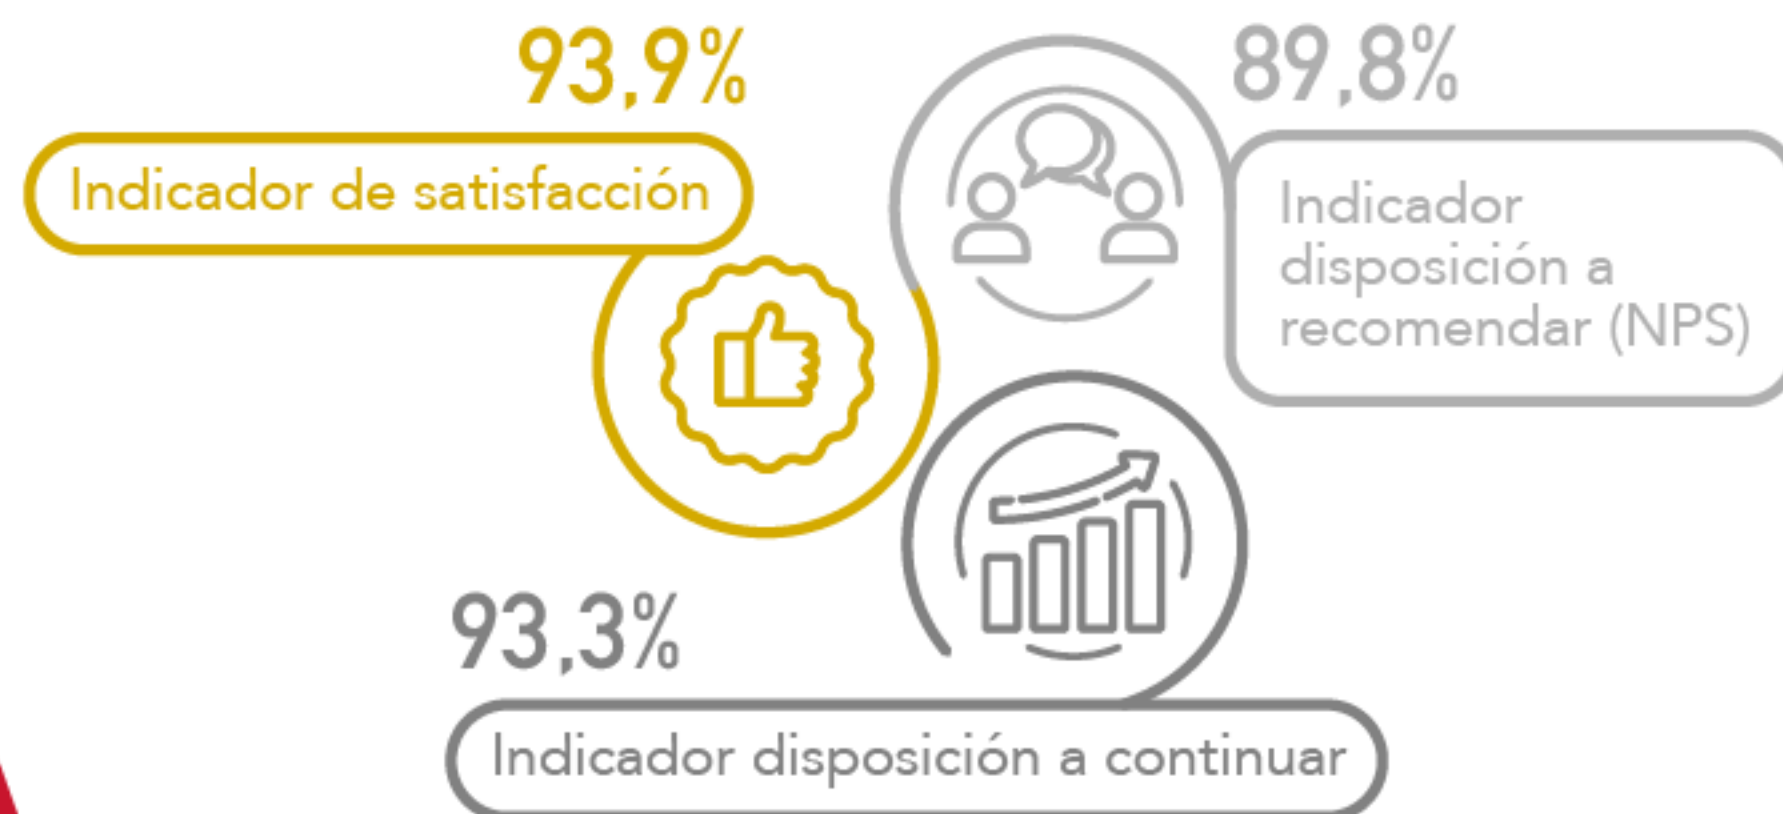 93,9%
Indicador de satisfacción
89,8%
Indicador
disposición a
recomendar (NPS)
93,3%
Indicador disposición a continuar